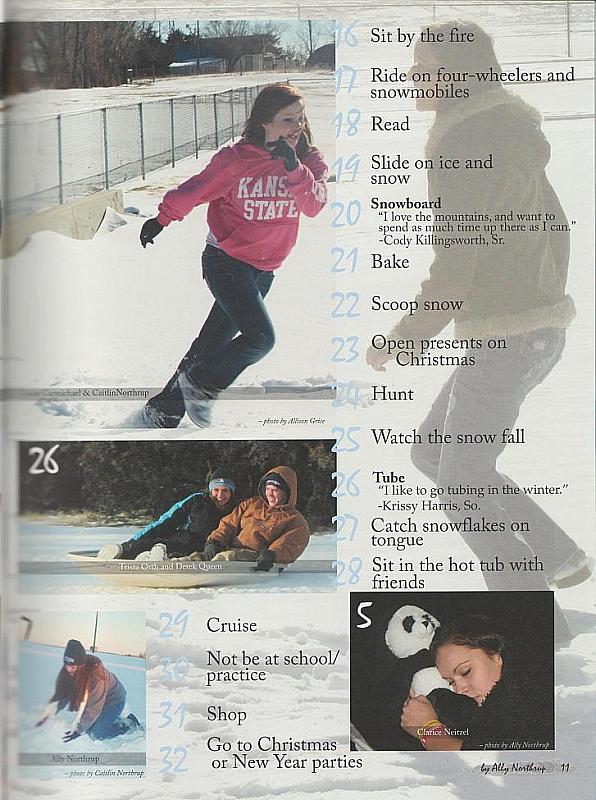 16 Sit by the fire
17 Ride on four-wheelers and
snowmobiles
18 Read
19 Slide on ice and
snow
20 Snowboard
"I love the mountains, and want to
spend as much time up there as I can."
-Cody Killingsworth, Sr.
21 Bake
22 Scoop snow
23 Open presents on
Christmas
24 Hunt
25 Watch the snow fall
26 Tube
"I like to go tubing in the winter."
-Krissy Harris, So.
27 Catch snowflakes on
tongue
28 Sit in the hot tub with
friends
29 Cruise
30 Not be at school/
practice
31 Shop
32 Go to Christmas
or New Year parties
KANS
STATE
& CaitlinNorthrup
– photo by Allison Grice
26
Trista Orth and Derek Queen
Ally Northrup
– photo by Caitlin Northrup
5
Clarice Neitzel
– photo by Ally Northrup
by Ally Northrup 11